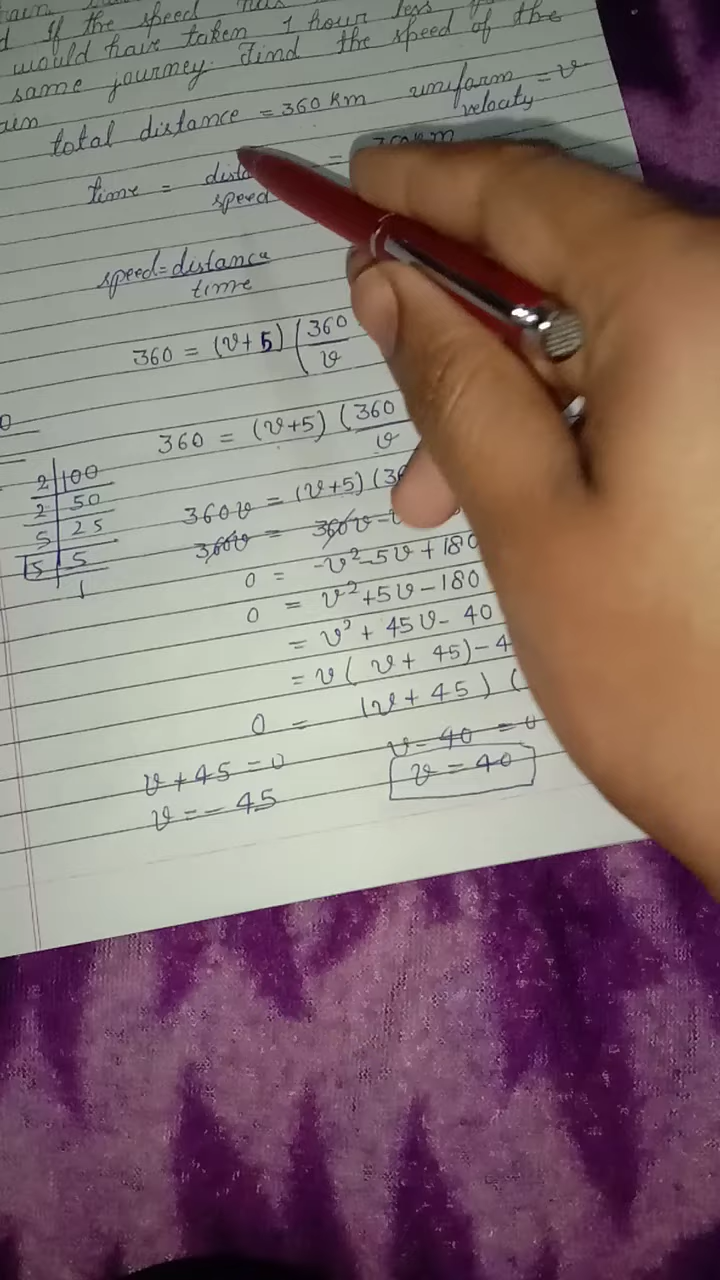 If the speed
would have taken 1 hour less
same journey. Find the speed of the
total distance = 360 km uniform velocity = v
time = speed
speed = distance / time
360 = (v+5) (360 / v
360 = (v+5) (360 / v
360v = (v+5) (3
360v = 360v -
0 = -v² -5v + 180
0 = v² +5v - 180
= v² + 45v - 40
= v ( v + 45) - 4
0 = (v + 45) (
v + 45 = 0 v - 40 = 0
v = - 45 v = 40
2 100
2 50
5 25
5 5
1